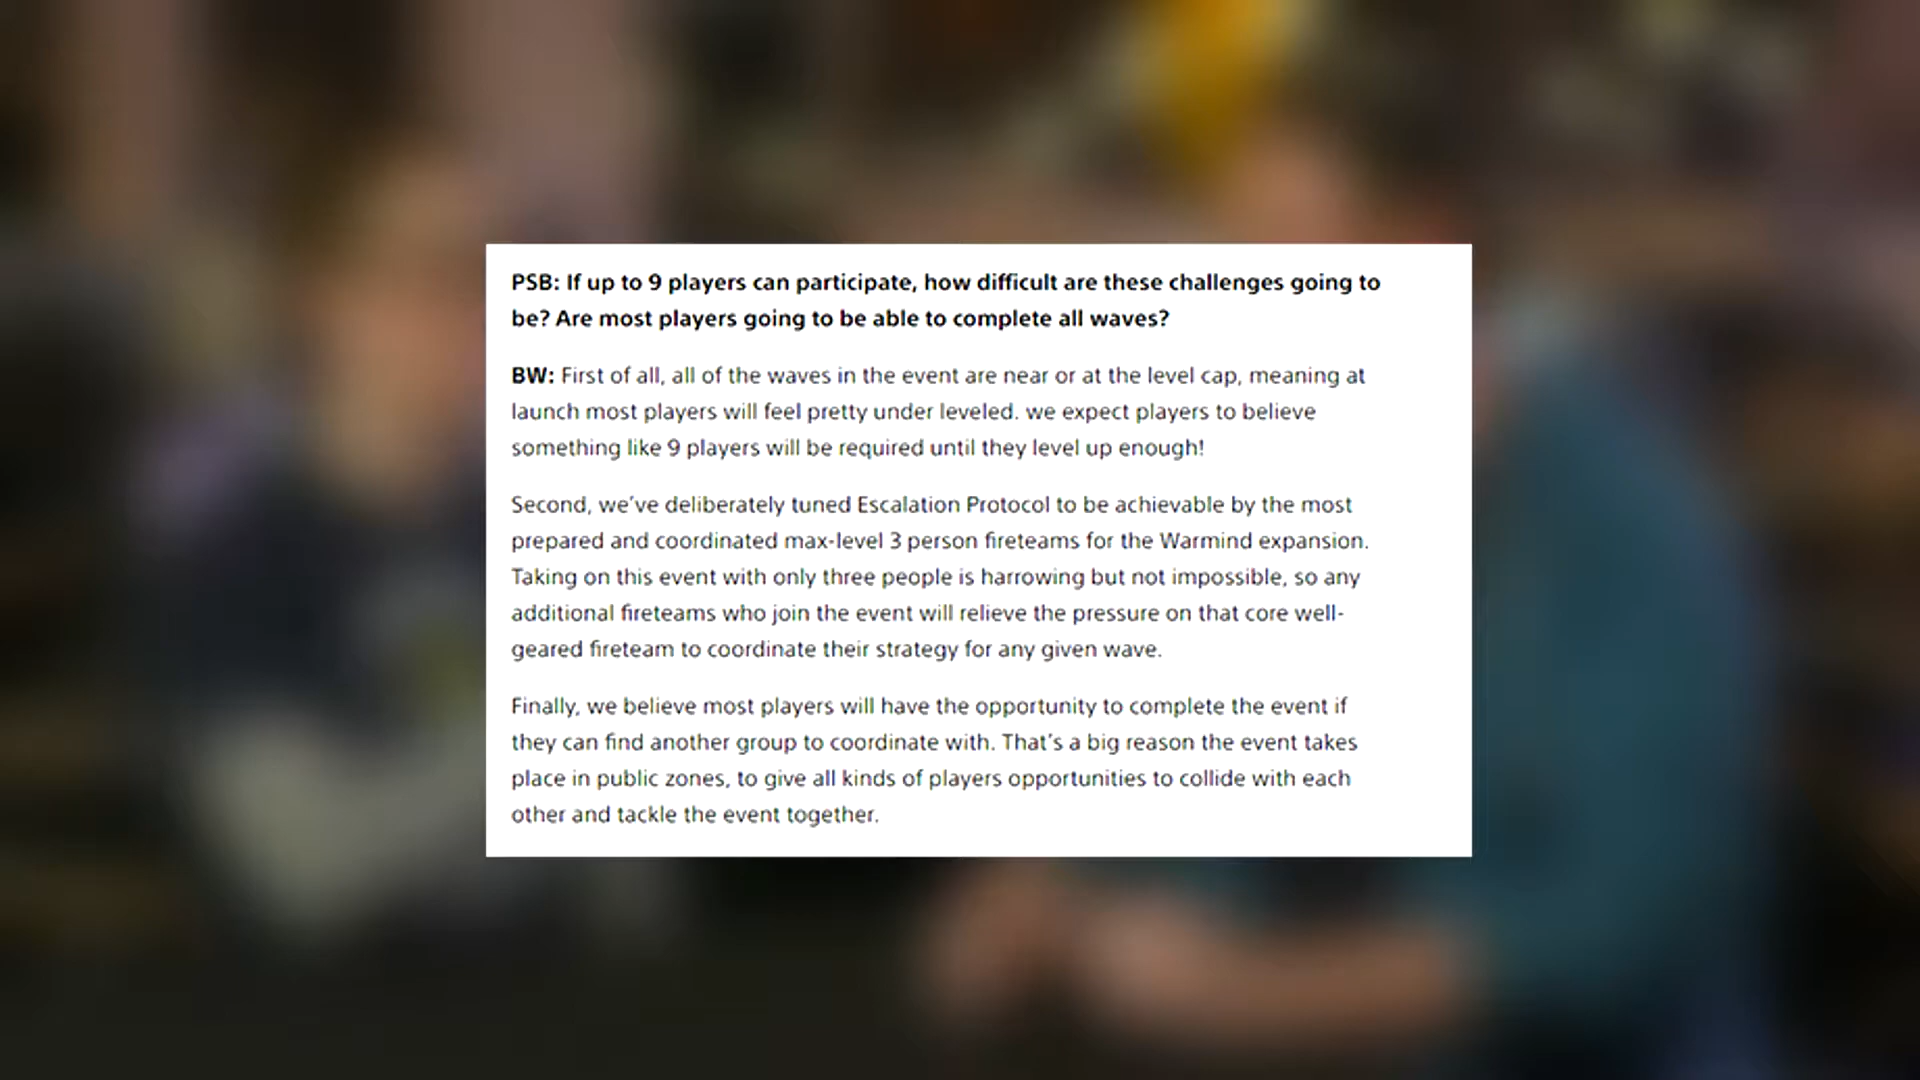 PSB: If up to 9 players can participate, how difficult are these challenges going to
be? Are most players going to be able to complete all waves?
BW: First of all, all of the waves in the event are near or at the level cap, meaning at
launch most players will feel pretty under leveled. we expect players to believe
something like 9 players will be required until they level up enough!
Second, we've deliberately tuned Escalation Protocol to be achievable by the most
prepared and coordinated max-level 3 person fireteams for the Warmind expansion.
Taking on this event with only three people is harrowing but not impossible, so any
additional fireteams who join the event will relieve the pressure on that core well-
geared fireteam to coordinate their strategy for any given wave.
Finally, we believe most players will have the opportunity to complete the event if
they can find another group to coordinate with. That's a big reason the event takes
place in public zones, to give all kinds of players opportunities to collide with each
other and tackle the event together.